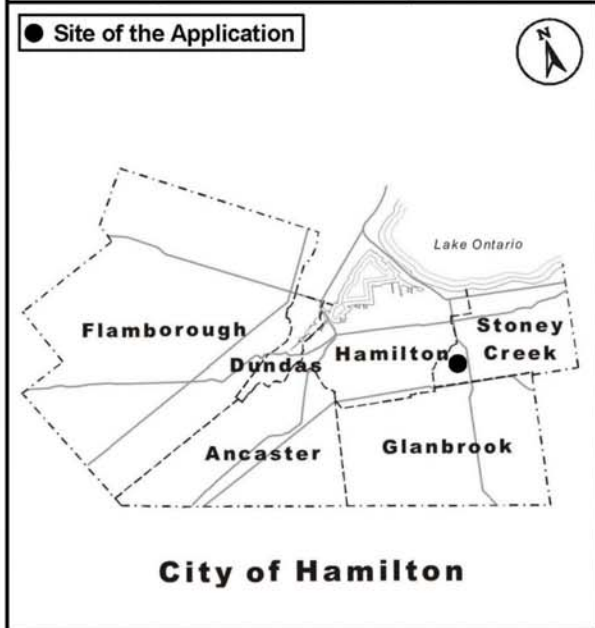 Site of the Application
N
Lake Ontario
Flamborough
Stoney
Creek
Hamilton
Dundas
Ancaster
Glanbrook
City of Hamilton